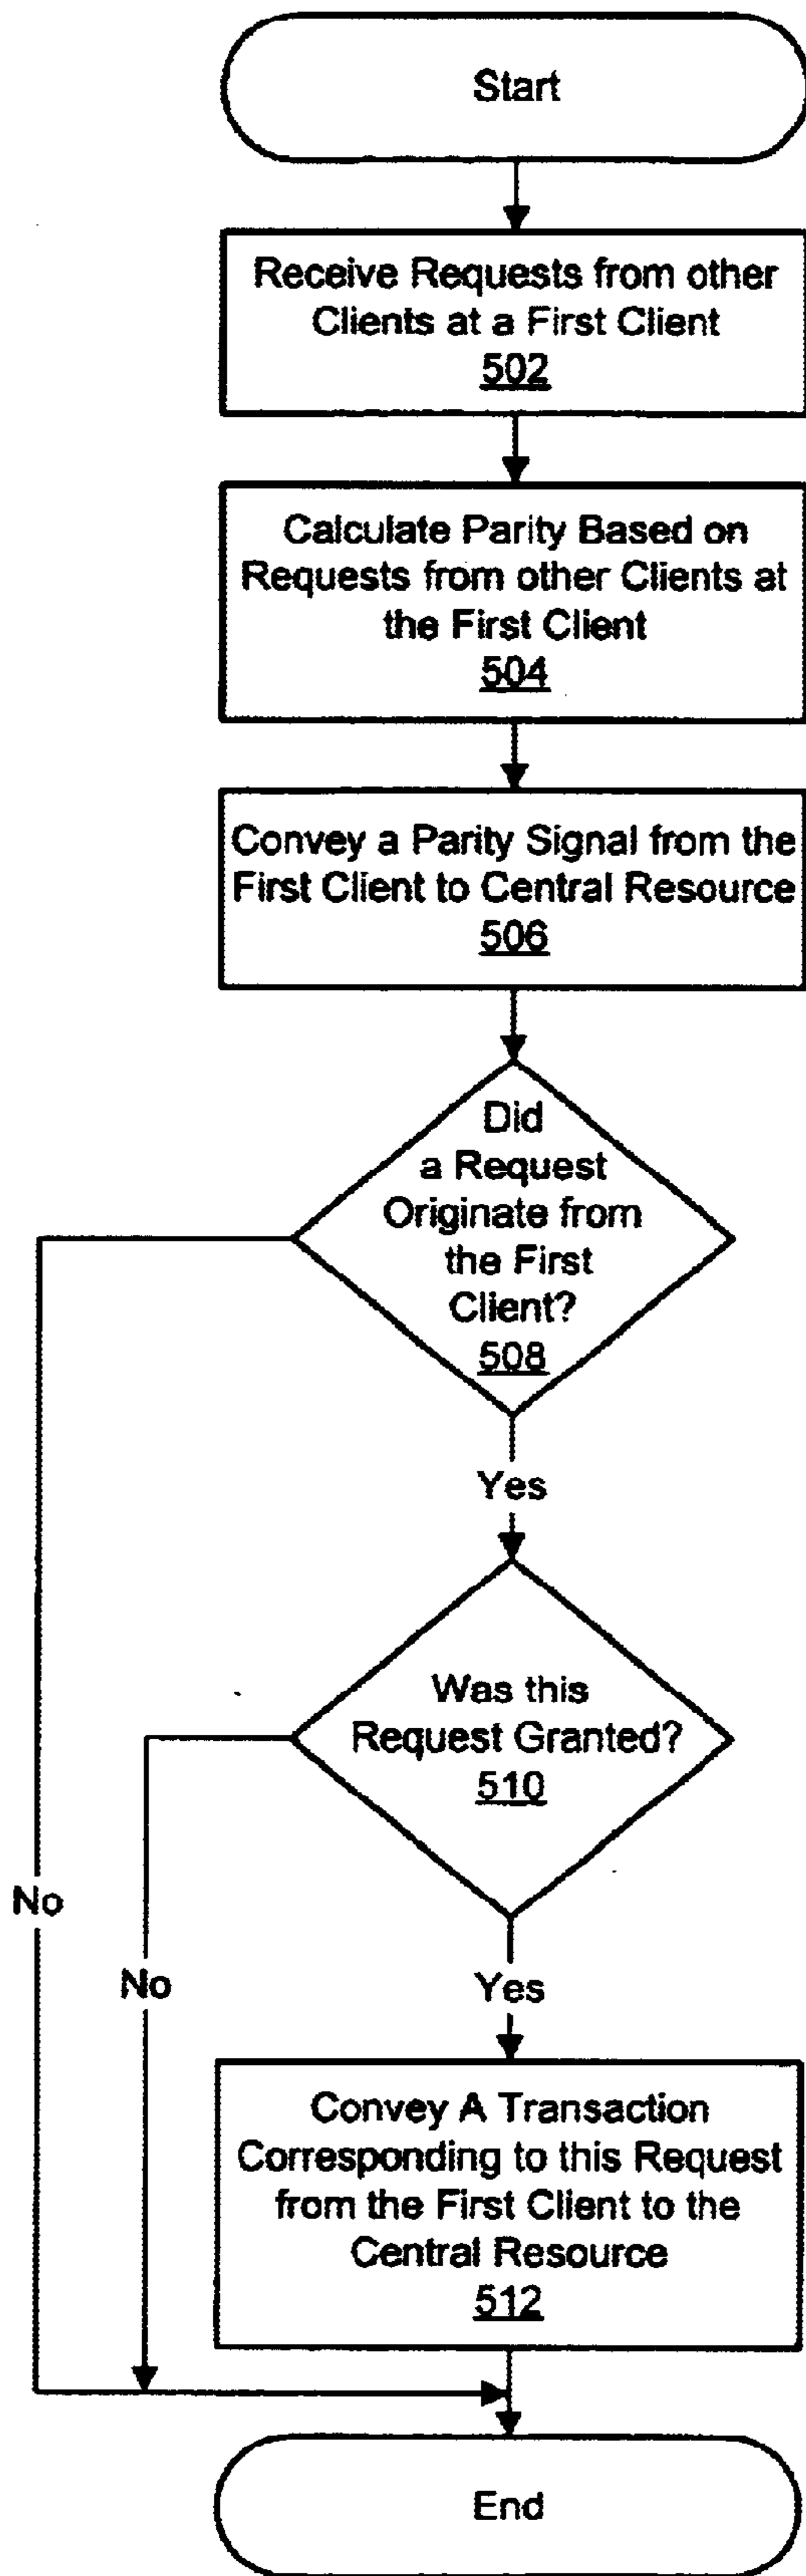 Start
Receive Requests from other
Clients at a First Client
502
Calculate Parity Based on
Requests from other Clients at
the First Client
504
Convey a Parity Signal from the
First Client to Central Resource
506
Did
a Request
Originate from
the First
Client?
508
Yes
Was this
Request Granted?
510
No
No
Yes
Convey A Transaction
Corresponding to this Request
from the First Client to the
Central Resource
512
End